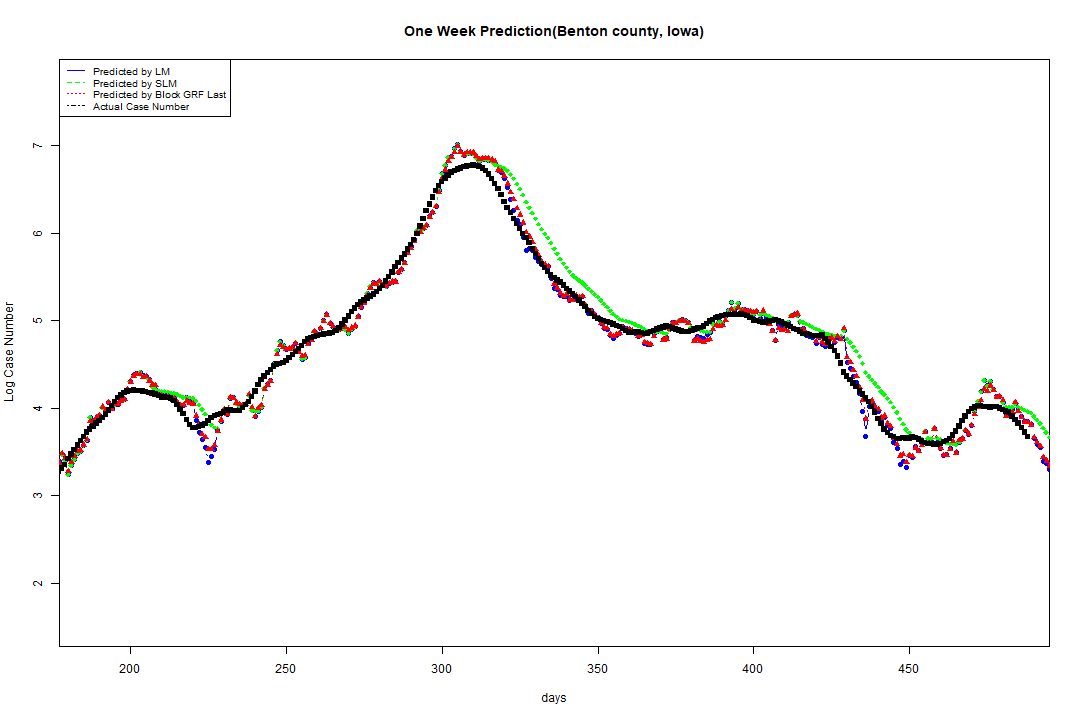 One Week Prediction(Benton county, Iowa)
Predicted by LM
Predicted by SLM
Predicted by Block GRF Last
Actual Case Number
7
6
5
4
3
2
Log Case Number
200 250 300 350 400 450
days